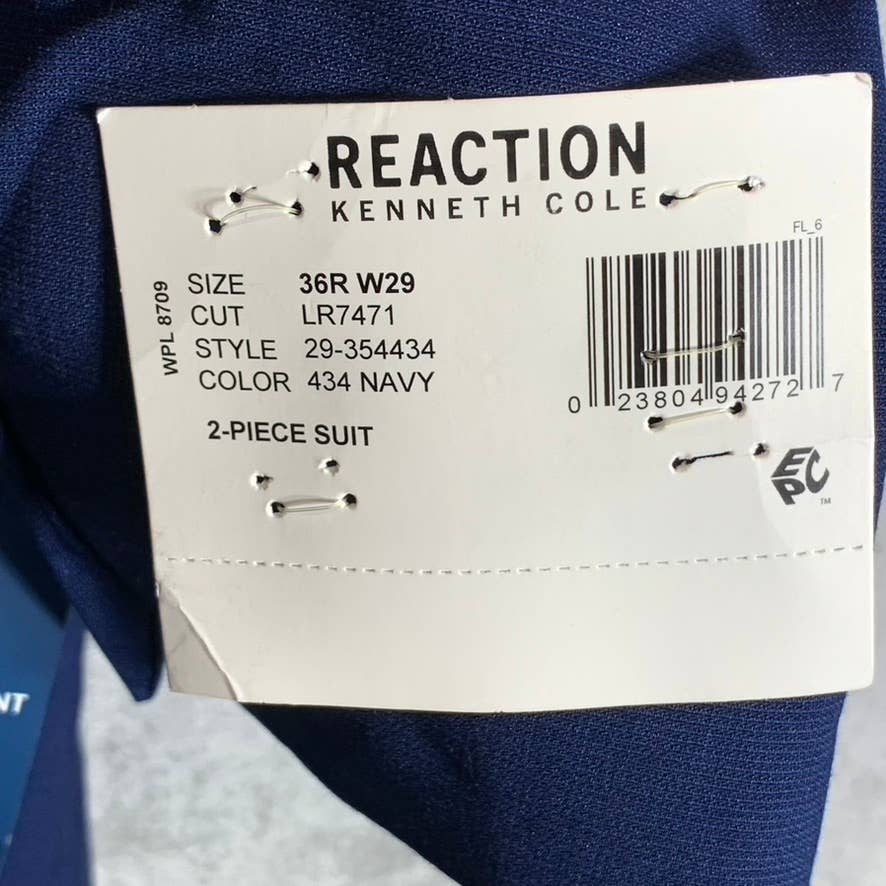 REACTION
KENNETH COLE
FL_6
WPL 8709
SIZE 36R W29
CUT LR7471
STYLE 29-354434
COLOR 434 NAVY
0 23804 94272 7
2-PIECE SUIT
EPC
TM
NT